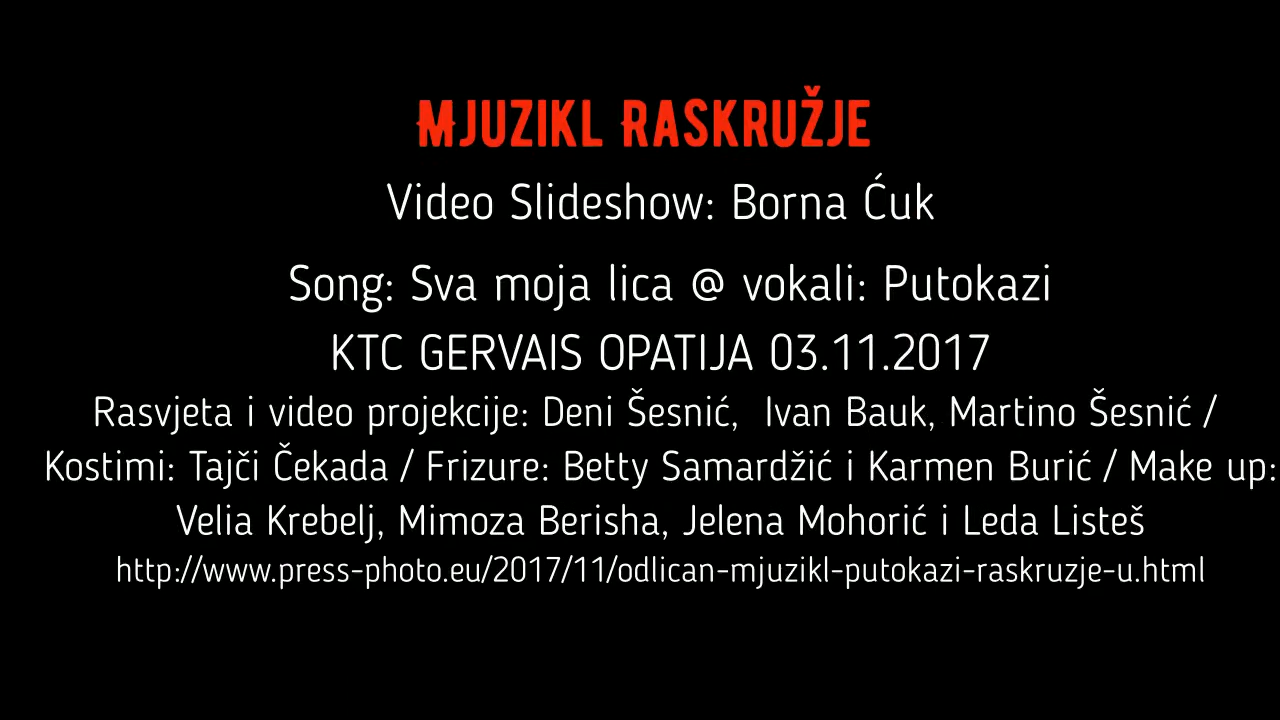 MJUZIKL RASKRUŽJE
Video Slideshow: Borna Ćuk
Song: Sva moja lica @ vokali: Putokazi
KTC GERVAIS OPATIJA 03.11.2017
Rasvjeta i video projekcije: Deni Šesnić,  Ivan Bauk, Martino Šesnić /
Kostimi: Tajči Čekada / Frizure: Betty Samardžić i Karmen Burić / Make up:
Velia Krebelj, Mimoza Berisha, Jelena Mohorić i Leda Listeš
http://www.press-photo.eu/2017/11/odlican-mjuzikl-putokazi-raskruzje-u.html